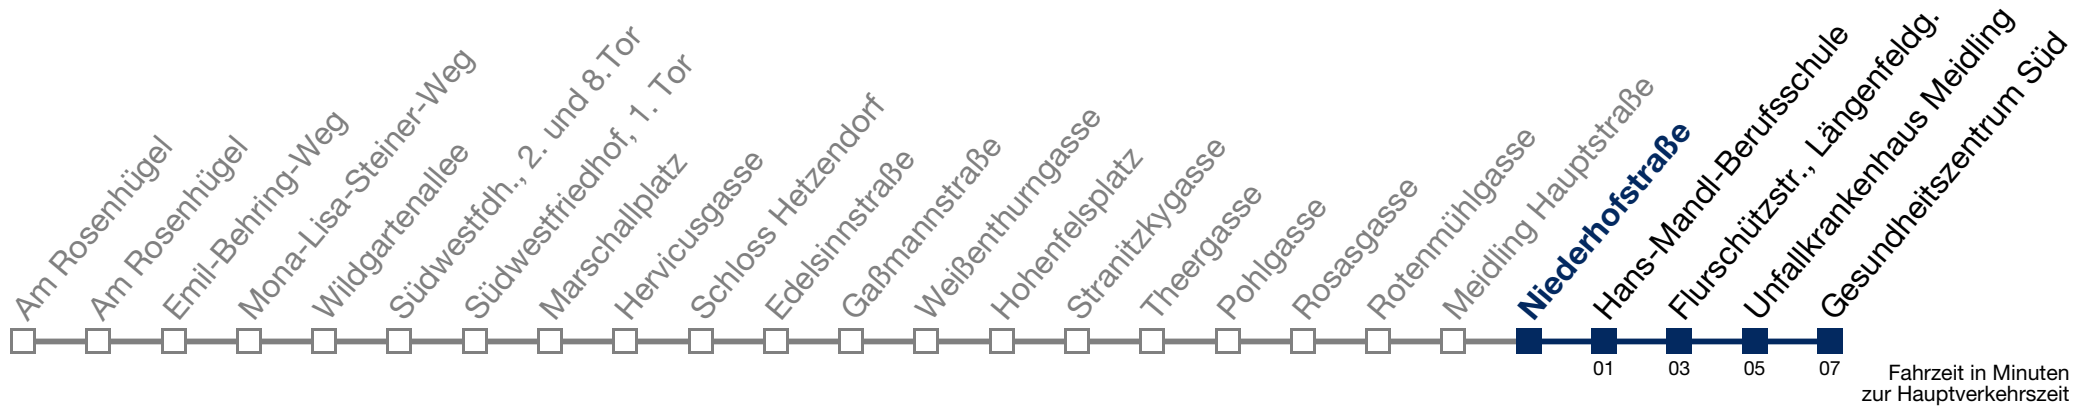 Am Rosenhügel
Am Rosenhügel
Emil-Behring-Weg
Mona-Lisa-Steiner-Weg
Wildgartenallee
Südwestfdh., 2. und 8.Tor
Südwestfriedhof, 1. Tor
Marschallplatz
Hervicusgasse
Schloss Hetzendorf
Edelsinnstraße
Gaßmannstraße
Weißenthurngasse
Hohenfelsplatz
Stranitzkygasse
Theergasse
Pohlgasse
Rosasgasse
Rotenmühlgasse
Meidling Hauptstraße
Niederhofstraße
Hans-Mandl-Berufsschule
Flurschützstr., Längenfeldg.
Unfallkrankenhaus Meidling
Gesundheitszentrum Süd
01 03 05 07
Fahrzeit in Minuten
zur Hauptverkehrszeit